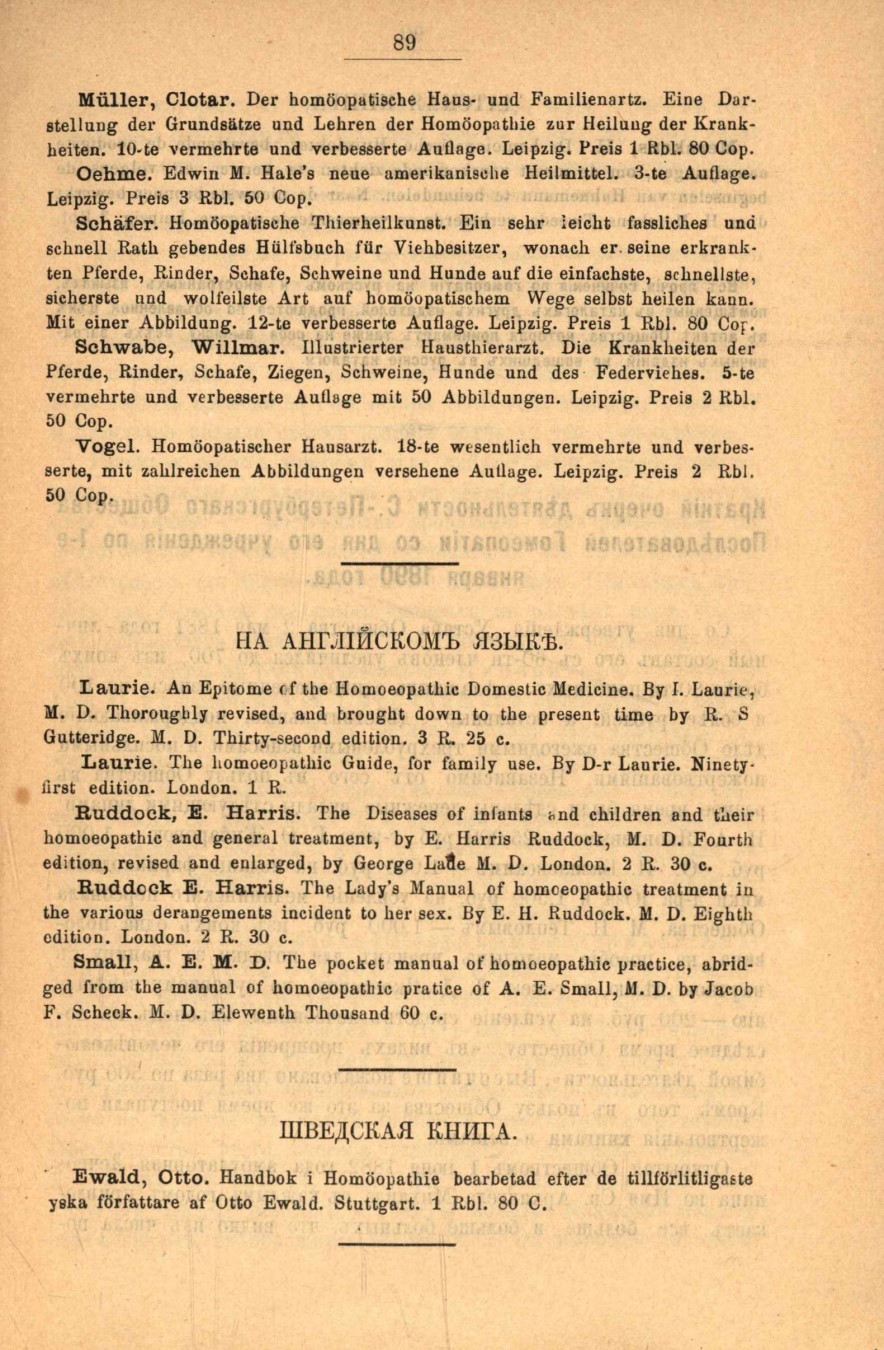 89
Müller, Clotar. Der homöopatische Haus- und Familienartz. Eine Dar-
stellung der Grundsätze und Lehren der Homöopathie zur Heilung der Krank-
heiten. 10-te vermehrte und verbesserte Auflage. Leipzig. Preis 1 Rbl. 80 Cop.
Oehme. Edwin M. Hale's neue amerikanische Heilmittel. 3-te Auflage.
Leipzig. Preis 3 Rbl. 50 Cop.
Schäfer. Homöopatische Thierheilkunst. Ein sehr leicht fassliches und
schnell Rath gebendes Hülfsbuch für Viehbesitzer, wonach er seine erkrank-
ten Pferde, Rinder, Schafe, Schweine und Hunde auf die einfachste, schnellste,
sicherste und wolfeilste Art auf homöopatischem Wege selbst heilen kann.
Mit einer Abbildung. 12-te verbesserte Auflage. Leipzig. Preis 1 Rbl. 80 Cop.
Schwabe, Willmar. Illustrierter Hausthierarzt. Die Krankheiten der
Pferde, Rinder, Schafe, Ziegen, Schweine, Hunde und des Federviehes. 5-te
vermehrte und verbesserte Auflage mit 50 Abbildungen. Leipzig. Preis 2 Rbl.
50 Cop.
Vogel. Homöopatischer Hausarzt. 18-te wesentlich vermehrte und verbes-
serte, mit zahlreichen Abbildungen versehene Auflage. Leipzig. Preis 2 Rbl.
50 Cop.
НА АНГЛІЙСКОМЪ ЯЗЫКѢ.
Laurie. An Epitome of the Homoeopathic Domestic Medicine. By I. Laurie,
M. D. Thoroughly revised, and brought down to the present time by R. S
Gutteridge. M. D. Thirty-second edition. 3 R. 25 c.
Laurie. The homoeopathic Guide, for family use. By D-r Laurie. Ninety-
first edition. London. 1 R.
Ruddock, E. Harris. The Diseases of infants and children and their
homoeopathic and general treatment, by E. Harris Ruddock, M. D. Fourth
edition, revised and enlarged, by George M. D. London. 2 R. 30 c.
Ruddock E. Harris. The Lady's Manual of homoeopathic treatment in
the various derangements incident to her sex. By E. H. Ruddock. M. D. Eighth
edition. London. 2 R. 30 c.
Small, A. E. M. D. The pocket manual of homoeopathic practice, abrid-
ged from the manual of homoeopathic pratice of A. E. Small, M. D. by Jacob
F. Scheck. M. D. Elewenth Thousand 60 c.
ШВЕДСКАЯ КНИГА.
Ewald, Otto. Handbok i Homöopathie bearbetad efter de tillförlitligaste
yska författare af Otto Ewald. Stuttgart. 1 Rbl. 80 C.